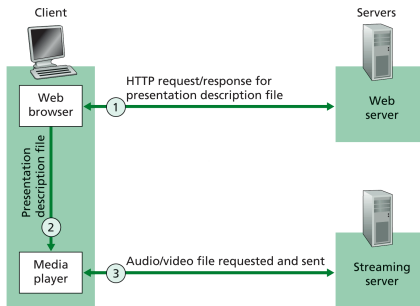 Client
Servers
HTTP request/response for
presentation description file
Web
browser
1
Web
server
Presentation
description file
2
Audio/video file requested and sent
Media
player
3
Streaming
server